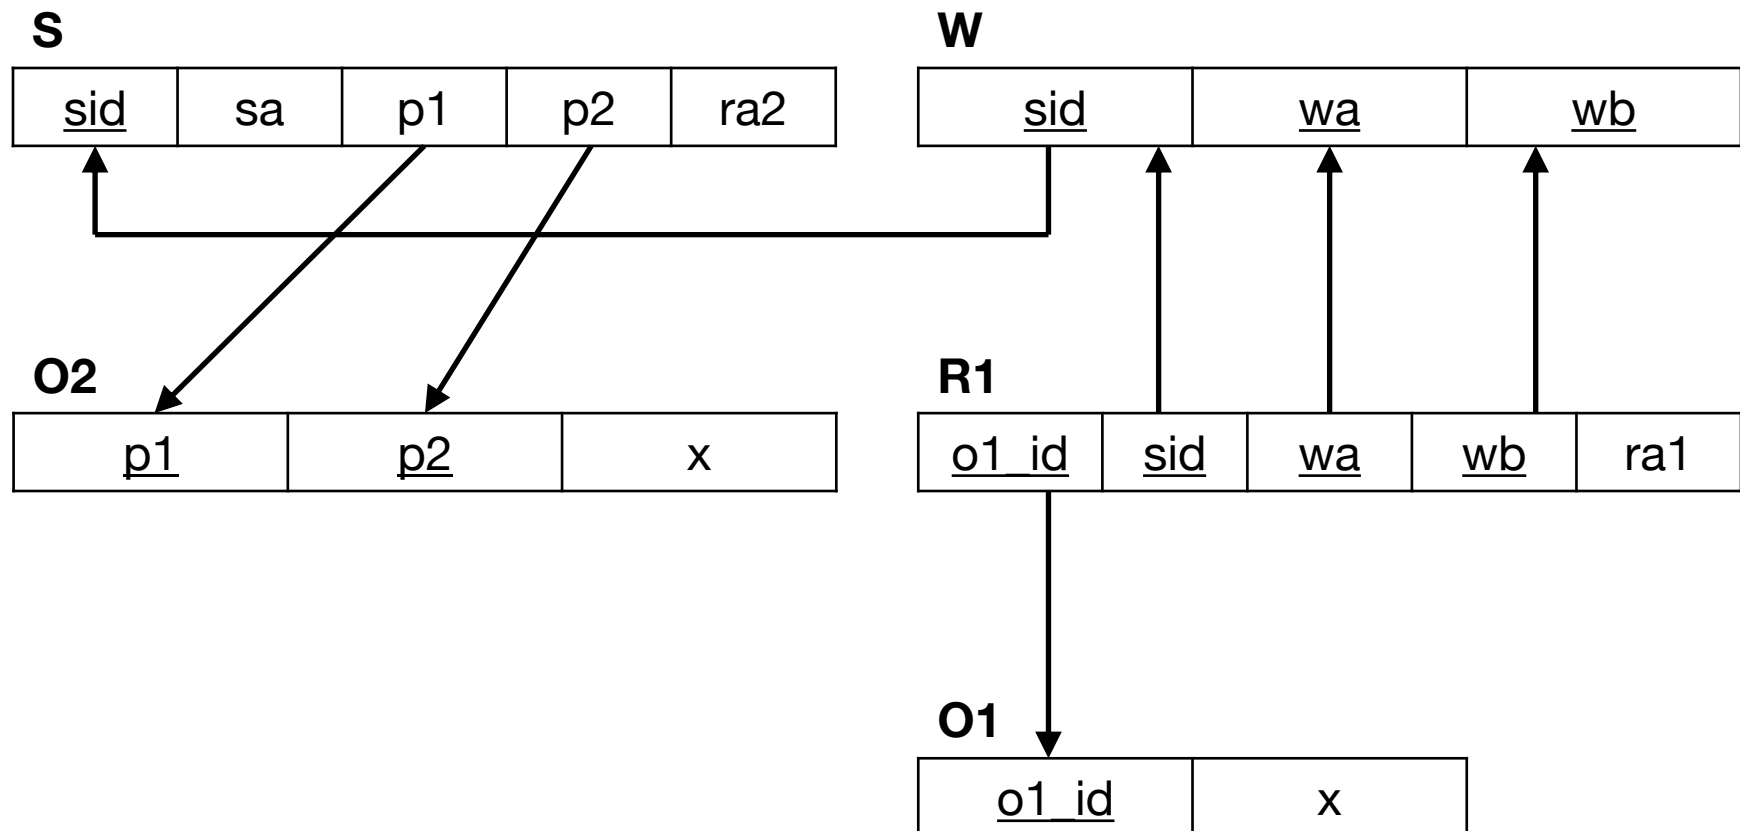 S W
sid sa p1 p2 ra2 sid wa wb
O2 R1
p1 p2 x o1_id sid wa wb ra1
O1
o1_id x